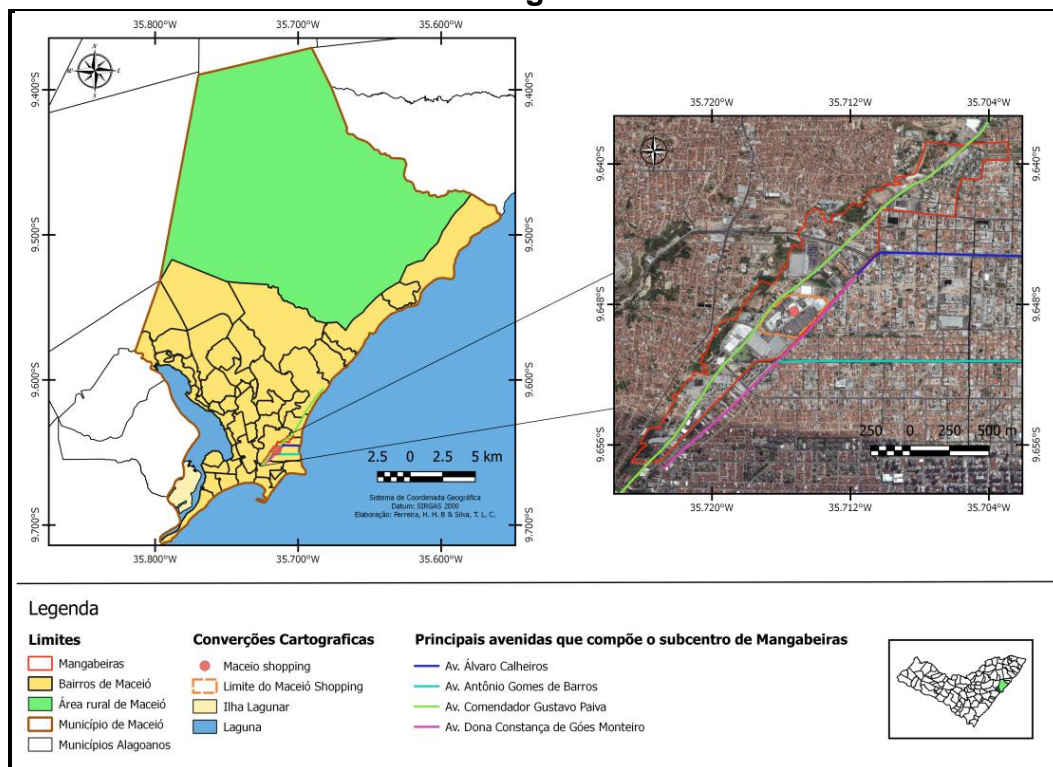 35.800°W 35.700°W 35.600°W
9.400°S
9.400°S
9.500°S
9.500°S
9.600°S
9.600°S
9.700°S
9.700°S
35.800°W 35.700°W 35.600°W
N
S
2.5 0 2.5 5 km
Sistema de Coordenada Geográfica
Datum: SIRGAS 2000
Elaboração: Ferreira, H. H. B & Silva, T. L. C.
35.720°W 35.712°W 35.704°W
9.640°S
9.640°S
9.648°S
9.648°S
9.656°S
9.656°S
250 0 250 500 m
35.720°W 35.712°W 35.704°W
Legenda
Limites
Mangabeiras
Bairros de Maceió
Área rural de Maceió
Município de Maceió
Municípios Alagoanos
Converções Cartograficas
Maceio shopping
Limite do Maceió Shopping
Ilha Lagunar
Laguna
Principais avenidas que compõe o subcentro de Mangabeiras
Av. Álvaro Calheiros
Av. Antônio Gomes de Barros
Av. Comendador Gustavo Paiva
Av. Dona Constança de Góes Monteiro